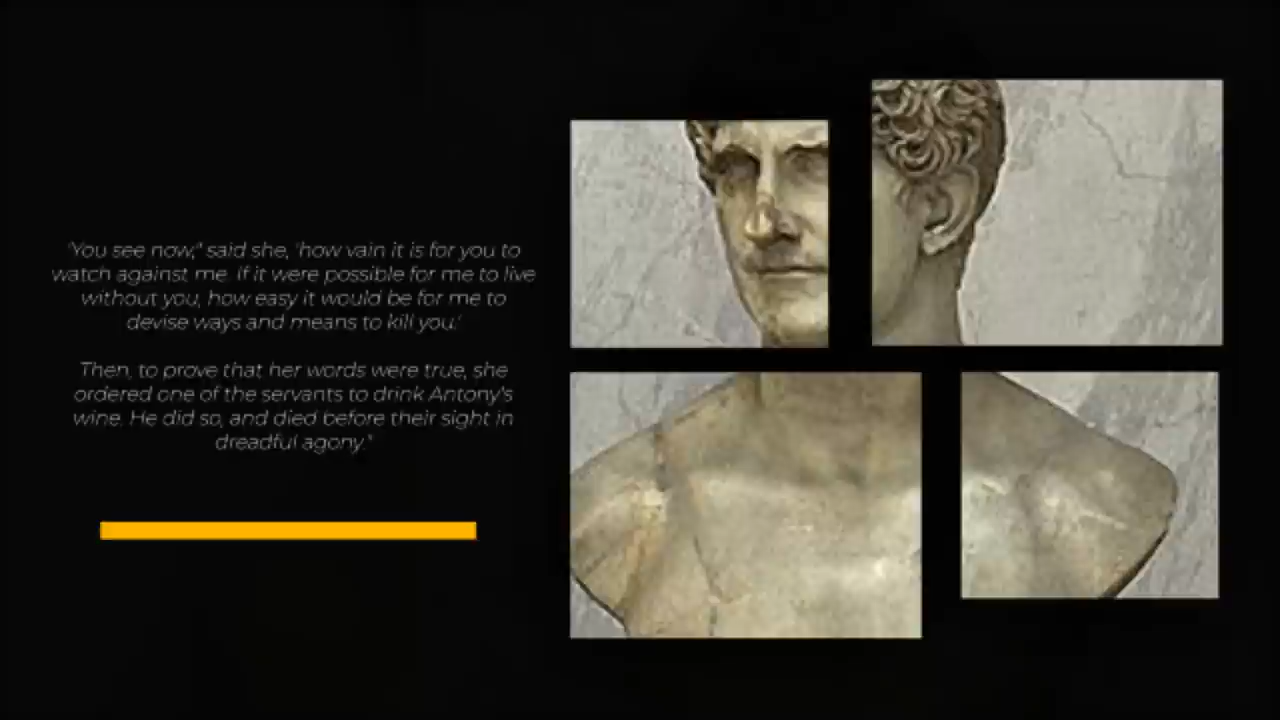 'You see now," said she, 'how vain it is for you to
watch against me. If it were possible for me to live
without you, how easy it would be for me to
devise ways and means to kill you.'
Then, to prove that her words were true, she
ordered one of the servants to drink Antony's
wine. He did so, and died before their sight in
dreadful agony."